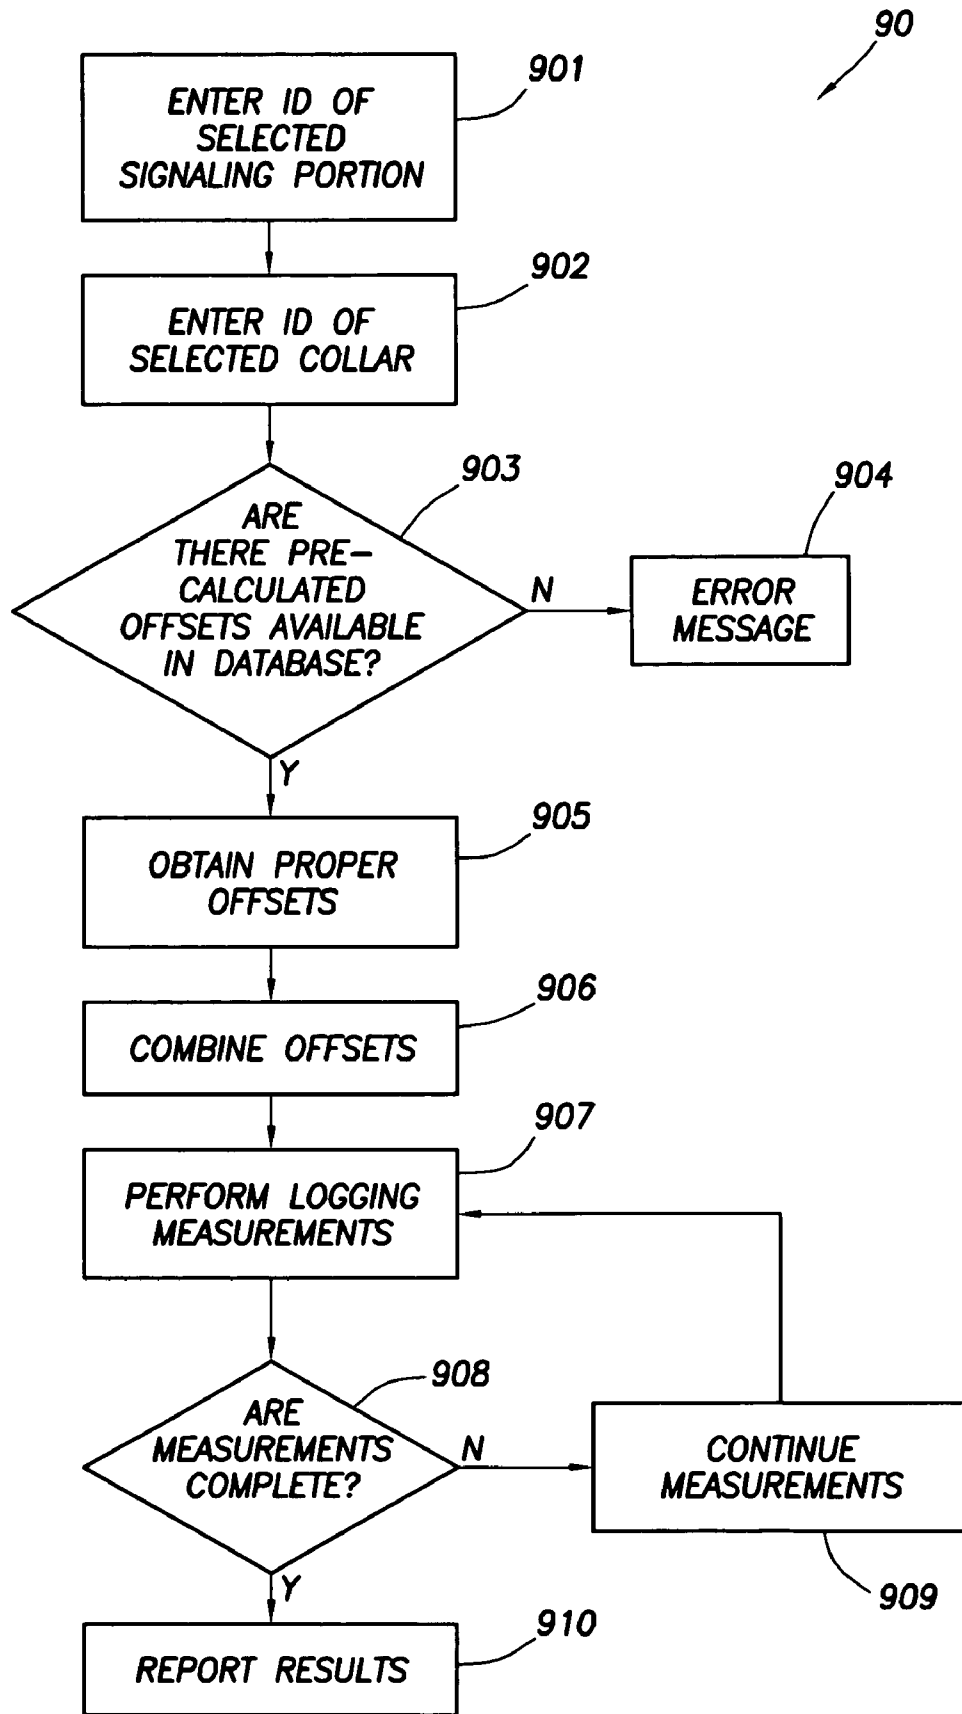 90
901
ENTER ID OF
SELECTED
SIGNALING PORTION
902
ENTER ID OF
SELECTED COLLAR
903
ARE
THERE PRE-
CALCULATED
OFFSETS AVAILABLE
IN DATABASE?
N
904
ERROR
MESSAGE
Y
905
OBTAIN PROPER
OFFSETS
906
COMBINE OFFSETS
907
PERFORM LOGGING
MEASUREMENTS
908
ARE
MEASUREMENTS
COMPLETE?
N
CONTINUE
MEASUREMENTS
909
Y
910
REPORT RESULTS